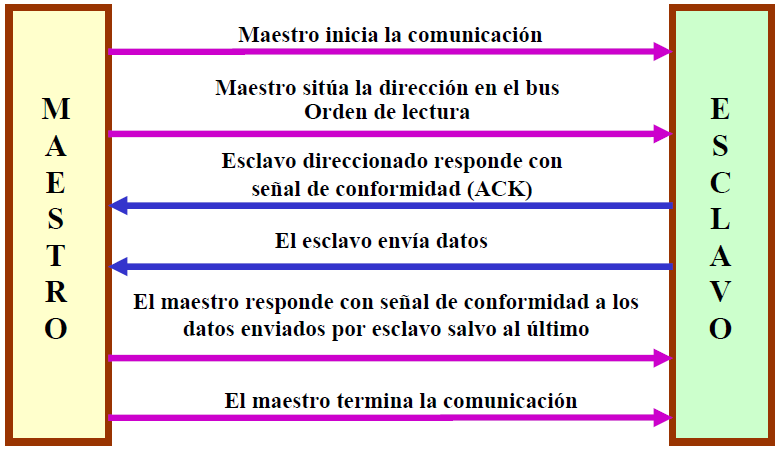 MAESTRO
Maestro inicia la comunicación
Maestro sitúa la dirección en el bus
Orden de lectura
Esclavo direccionado responde con
señal de conformidad (ACK)
El esclavo envía datos
El maestro responde con señal de conformidad a los
datos enviados por esclavo salvo al último
El maestro termina la comunicación
ESCLAVO